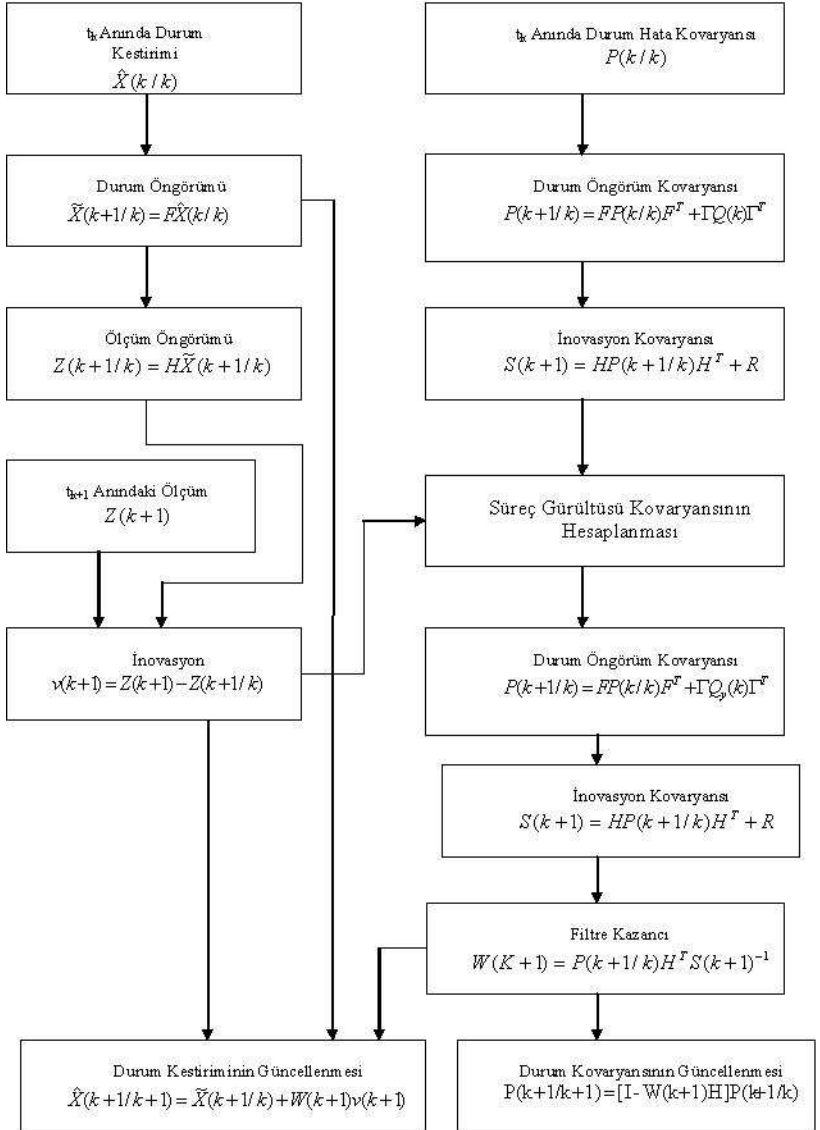 tk Anında Durum
Kestirimi
X̂(k/k)
Durum Öngörümü
X̃(k+1/k)=FX̂(k/k)
Ölçüm Öngörümü
Z(k+1/k)=HX̃(k+1/k)
tk+1 Anındaki Ölçüm
Z(k+1)
İnovasyon
v(k+1)=Z(k+1)−Z(k+1/k)
Durum Kestiriminin Güncellenmesi
X̂(k+1/k+1)=X̃(k+1/k)+W(k+1)v(k+1)
tk Anında Durum Hata Kovaryansı
P(k/k)
Durum Öngörüm Kovaryansı
P(k+1/k)=FP(k/k)F^T+ΓQ(k)Γ^T
İnovasyon Kovaryansı
S(k+1)=HP(k+1/k)H^T+R
Süreç Gürültüsü Kovaryansının
Hesaplanması
Durum Öngörüm Kovaryansı
P(k+1/k)=FP(k/k)F^T+ΓQy(k)Γ^T
İnovasyon Kovaryansı
S(k+1)=HP(k+1/k)H^T+R
Filtre Kazancı
W(K+1)=P(k+1/k)H^T S(k+1)^−1
Durum Kovaryansının Güncellenmesi
P(k+1/k+1)=[I-W(k+1)H]P(k+1/k)